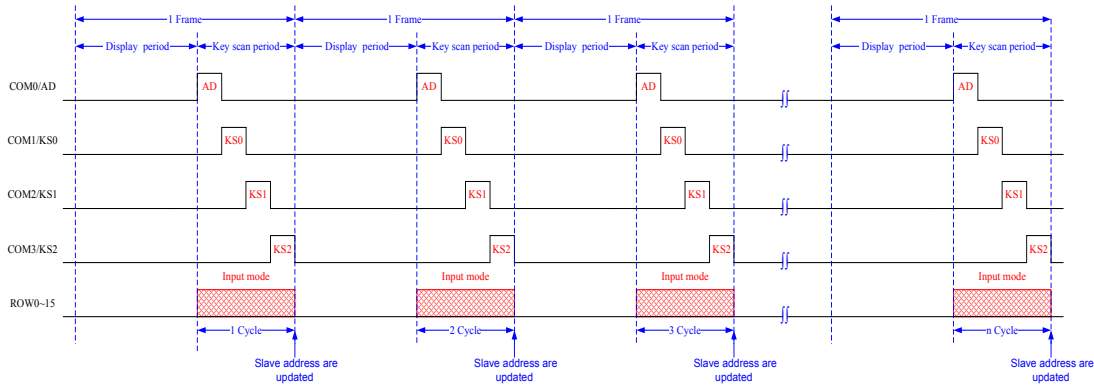 1 Frame 1 Frame 1 Frame 1 Frame
Display period Key scan period Display period Key scan period Display period Key scan period Display period Key scan period
COM0/AD AD AD AD AD
COM1/KS0 KS0 KS0 KS0 KS0
COM2/KS1 KS1 KS1 KS1 KS1
COM3/KS2 KS2 KS2 KS2 KS2
Input mode Input mode Input mode Input mode
ROW0~15
1 Cycle 2 Cycle 3 Cycle n Cycle
Slave address are Slave address are Slave address are Slave address are
updated updated updated updated